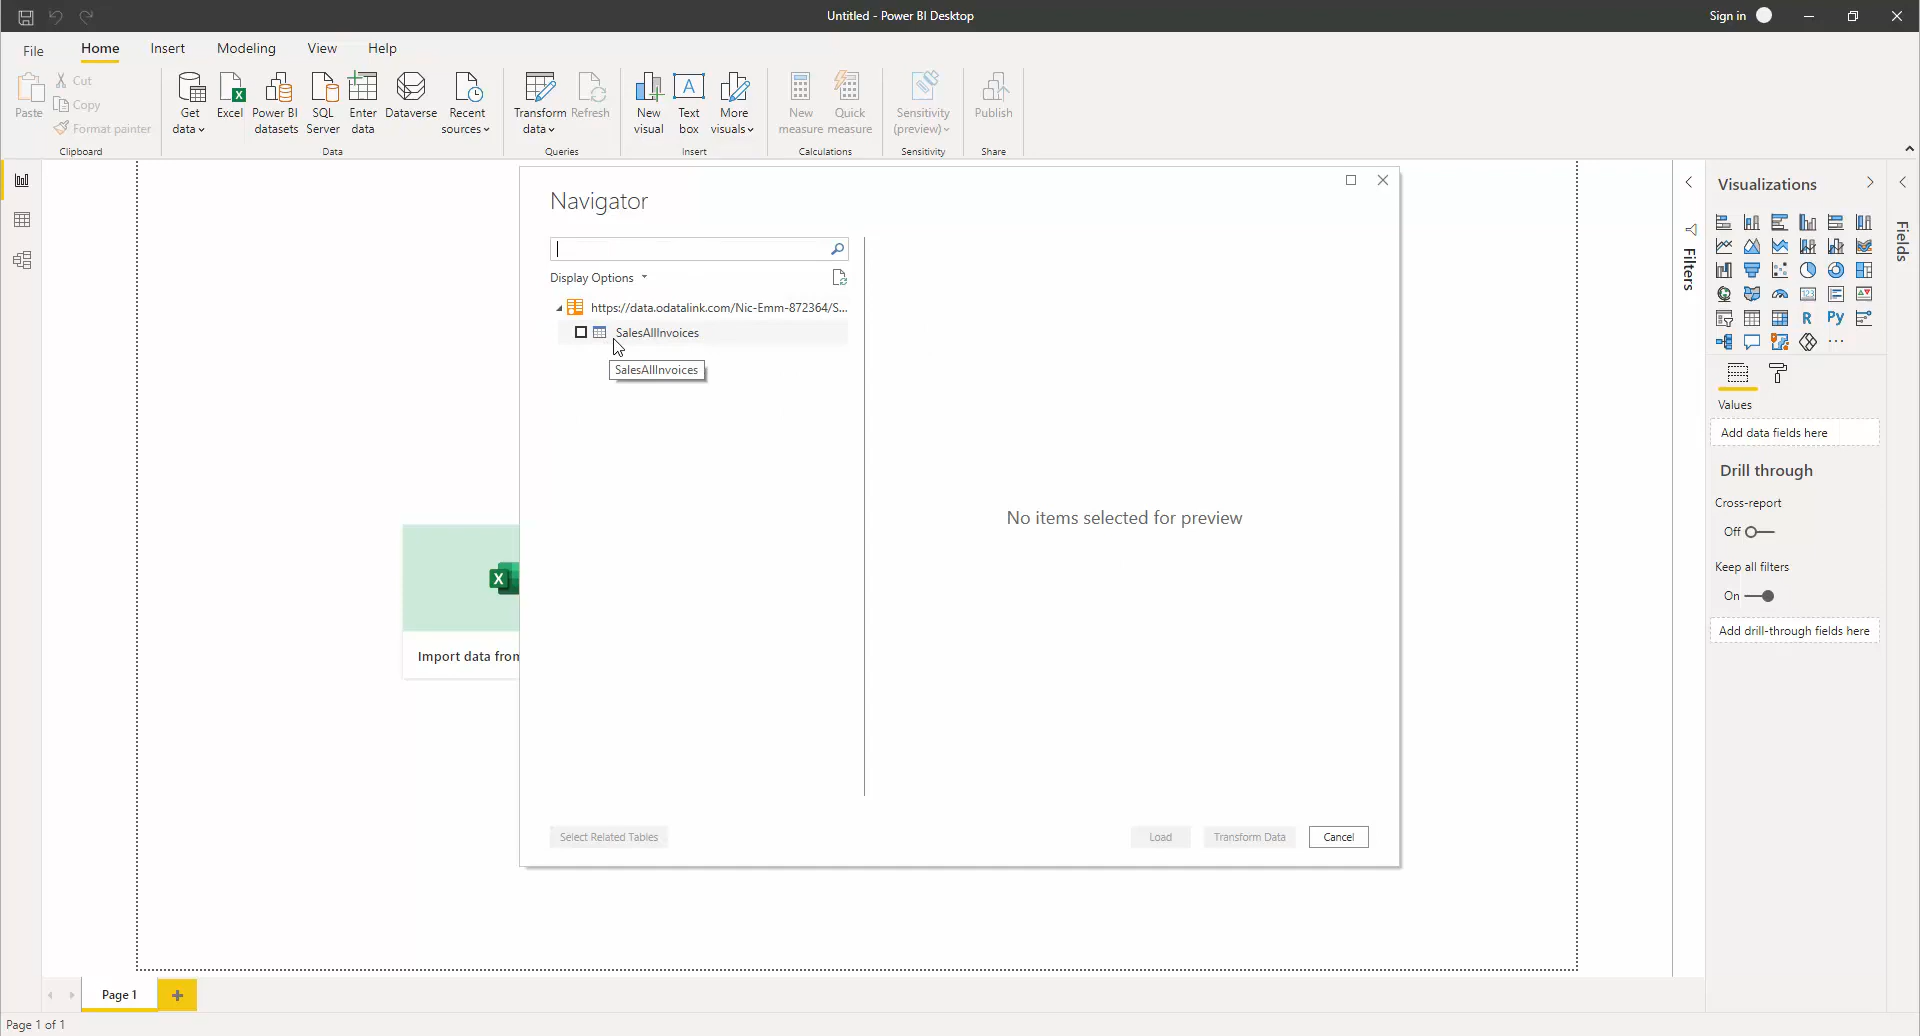 Untitled - Power BI Desktop
Sign in
File
Home
Insert
Modeling
View
Help
Paste
Cut
Copy
Format painter
Clipboard
Get
data
Excel
Power BI
datasets
SQL
Server
Enter
data
Dataverse
Recent
sources
Data
Transform
data
Refresh
Queries
New
visual
Text
box
More
visuals
Insert
New
measure
Quick
measure
Calculations
Sensitivity
(preview)
Sensitivity
Publish
Share
Navigator
Display Options
https://data.odatalink.com/Nic-Emm-872364/S...
SalesAllInvoices
SalesAllInvoices
No items selected for preview
Select Related Tables
Load
Transform Data
Cancel
Import data from
Filters
Visualizations
Fields
R
Py
...
Values
Add data fields here
Drill through
Cross-report
Off
Keep all filters
On
Add drill-through fields here
Page 1
Page 1 of 1